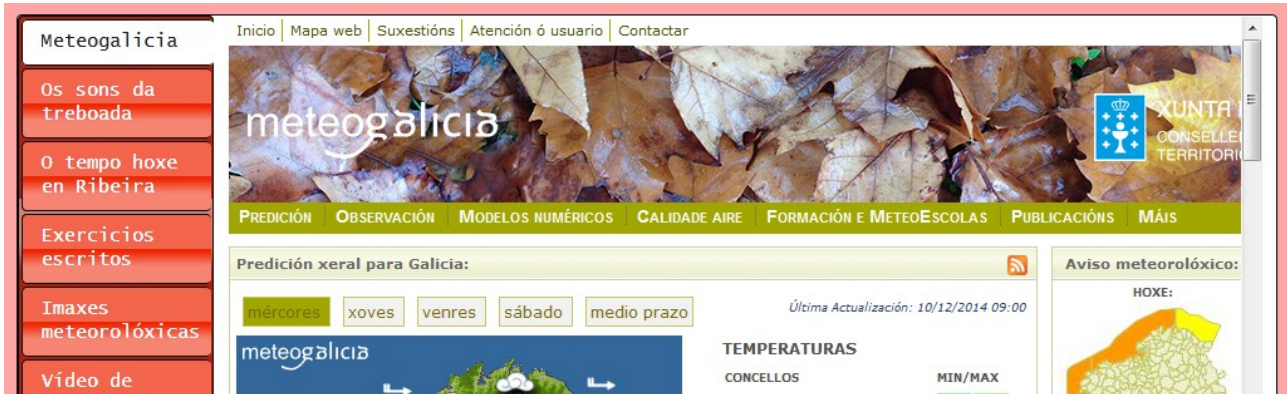 Meteogalicia
Os sons da
treboada
O tempo hoxe
en Ribeira
Exercicios
escritos
Imaxes
meteorolóxicas
Vídeo de
Inicio Mapa web Suxestións Atención ó usuario Contactar
meteogalicia
XUNTA
CONSELLE
TERRITORI
PREDICIÓN OBSERVACIÓN MODELOS NUMÉRICOS CALIDADE AIRE FORMACIÓN E METEOESCOLAS PUBLICACIÓNS MÁIS
Predición xeral para Galicia:
mércores xoves venres sábado medio prazo
Última Actualización: 10/12/2014 09:00
meteogalicia
TEMPERATURAS
CONCELLOS MIN/MAX
Aviso meteorolóxico:
HOXE: